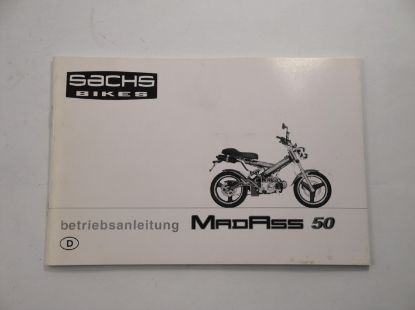 SACHS
BIKES
betriebsanleitung MADASS 50
D